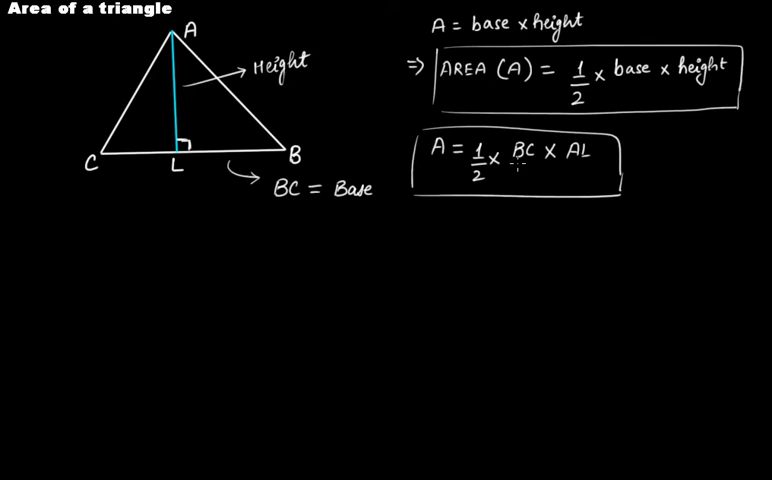 Area of a triangle
A
Height
C
L
B
BC = Base
A = base × height
⇒ AREA (A) = 1/2 × base × height
A = 1/2 × BC × AL